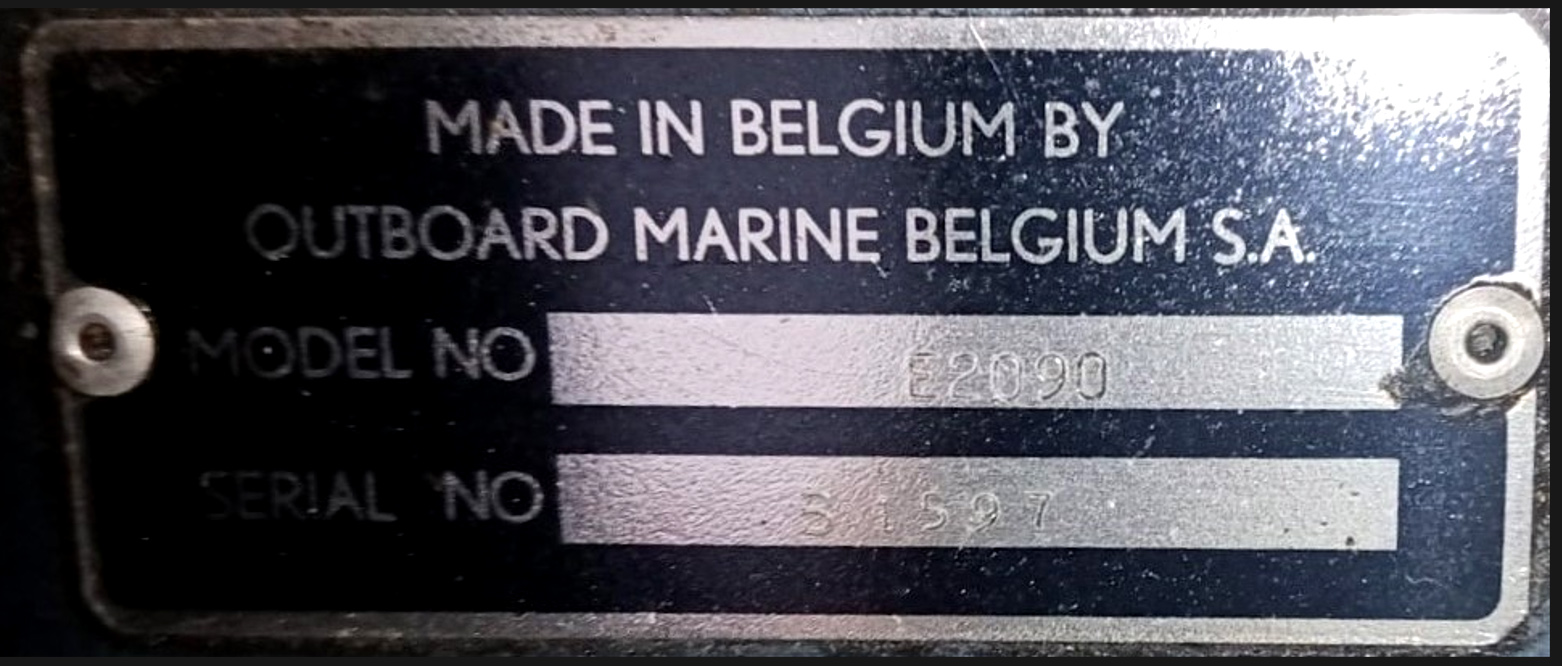 MADE IN BELGIUM BY
OUTBOARD MARINE BELGIUM S.A.
MODEL NO E2090
SERIAL NO